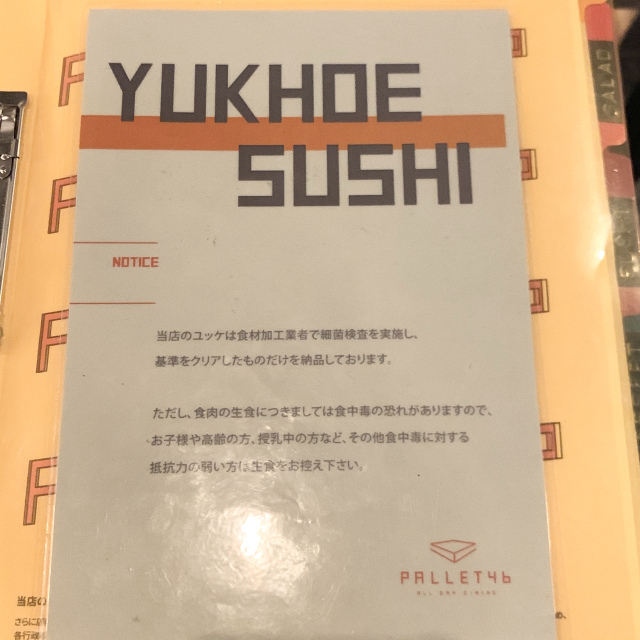 YUKHOE
SUSHI
NOTICE
当店のユッケは食材加工業者で細菌検査を実施し、
基準をクリアしたものだけを納品しております。
ただし、食肉の生食につきましては食中毒の恐れがありますので、
お子様や高齢の方、授乳中の方など、その他食中毒に対する
抵抗力の弱い方は生食をお控え下さい。
PALLET46
ALL DAY DINING
当店の
さらに
各行政